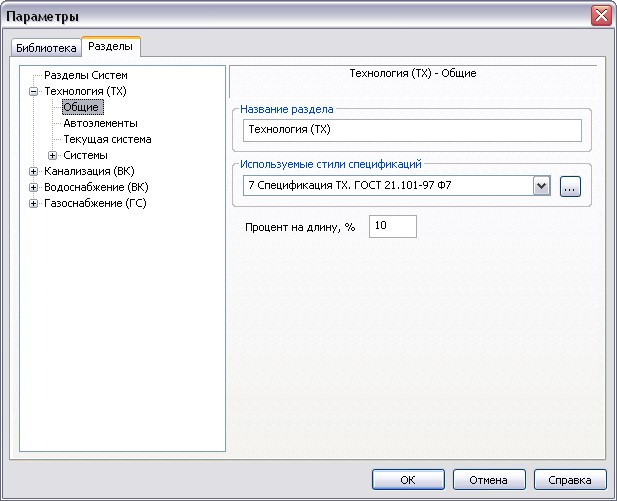 Параметры
Библиотека
Разделы
Разделы Систем
Технология (ТХ)
Общие
Автоэлементы
Текущая система
Системы
Канализация (ВК)
Водоснабжение (ВК)
Газоснабжение (ГС)
Технология (ТХ) - Общие
Название раздела
Технология (ТХ)
Используемые стили спецификаций
7 Спецификация ТХ. ГОСТ 21.101-97 Ф7
...
Процент на длину, %
10
ОК
Отмена
Справка